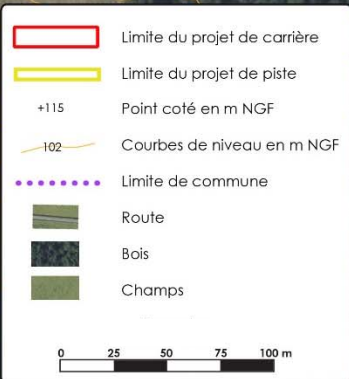 Limite du projet de carrière
Limite du projet de piste
+115 Point coté en m NGF
102 Courbes de niveau en m NGF
Limite de commune
Route
Bois
Champs
0 25 50 75 100 m